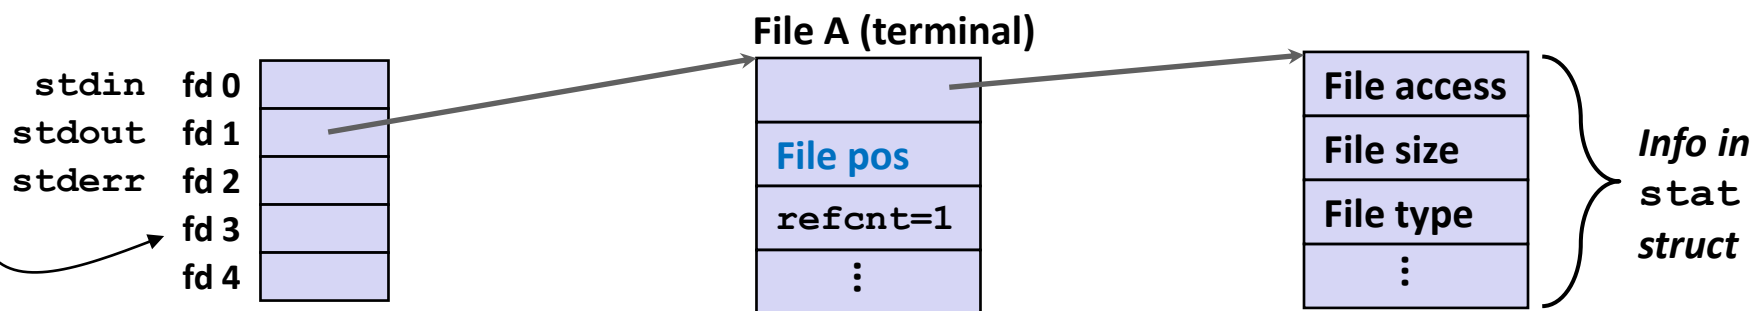 File A (terminal)
stdin fd 0
stdout fd 1
stderr fd 2
fd 3
fd 4
File pos
refcnt=1
⋮
File access
File size
File type
⋮
Info in
stat
struct